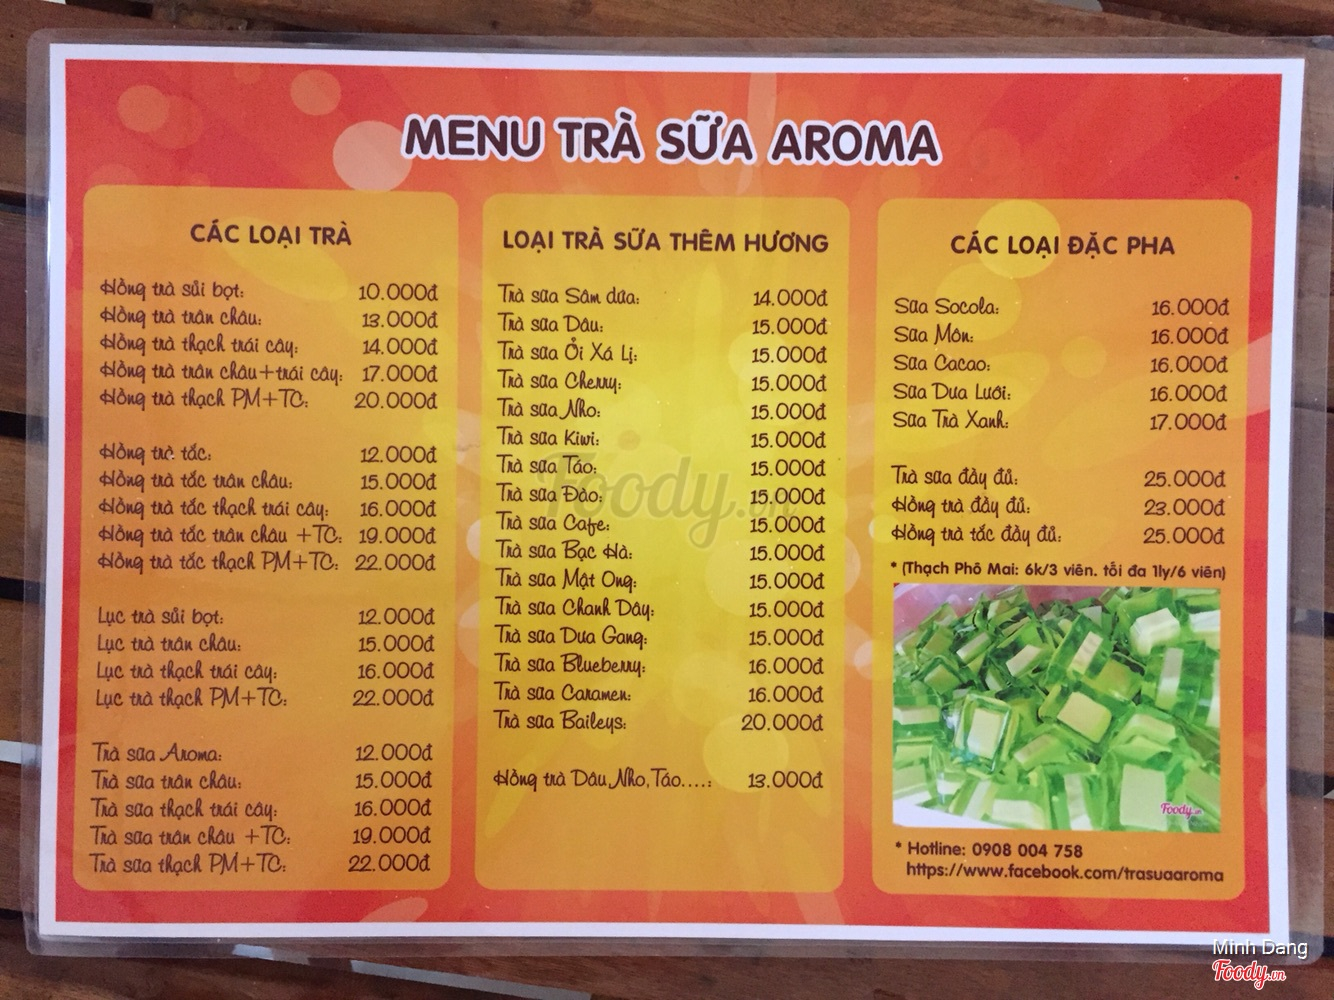 MENU TRÀ SỮA AROMA
CÁC LOẠI TRÀ
Hồng trà sủi bọt: 10.000đ
Hồng trà trân châu: 13.000đ
Hồng trà thạch trái cây: 14.000đ
Hồng trà trân châu+trái cây: 17.000đ
Hồng trà thạch PM+TC: 20.000đ
Hồng trà tắc: 12.000đ
Hồng trà tắc trân châu: 15.000đ
Hồng trà tắc thạch trái cây: 16.000đ
Hồng trà tắc trân châu +TC: 19.000đ
Hồng trà tắc thạch PM+TC: 22.000đ
Lục trà sủi bọt: 12.000đ
Lục trà trân châu: 15.000đ
Lục trà thạch trái cây: 16.000đ
Lục trà thạch PM+TC: 22.000đ
Trà sữa Aroma: 12.000đ
Trà sữa trân châu: 15.000đ
Trà sữa thạch trái cây: 16.000đ
Trà sữa trân châu +TC: 19.000đ
Trà sữa thạch PM+TC: 22.000đ
LOẠI TRÀ SỮA THÊM HƯƠNG
Trà sữa Sâm dứa: 14.000đ
Trà sữa Dâu: 15.000đ
Trà sữa Ổi Xá Lị: 15.000đ
Trà sữa Cherry: 15.000đ
Trà sữa Nho: 15.000đ
Trà sữa Kiwi: 15.000đ
Trà sữa Táo: 15.000đ
Trà sữa Đào: 15.000đ
Trà sữa Cafe: 15.000đ
Trà sữa Bạc Hà: 15.000đ
Trà sữa Mật Ong: 15.000đ
Trà sữa Chanh Dây: 15.000đ
Trà sữa Dưa Gang: 15.000đ
Trà sữa Blueberry: 16.000đ
Trà sữa Caramen: 16.000đ
Trà sữa Baileys: 20.000đ
Hồng trà Dâu,Nho,Táo....: 13.000đ
CÁC LOẠI ĐẶC PHA
Sữa Socola: 16.000đ
Sữa Môn: 16.000đ
Sữa Cacao: 16.000đ
Sữa Dưa Lưới: 16.000đ
Sữa Trà Xanh: 17.000đ
Trà sữa đầy đủ: 25.000đ
Hồng trà đầy đủ: 23.000đ
Hồng trà tắc đầy đủ: 25.000đ
* (Thạch Phô Mai: 6k/3 viên, tối đa 1ly/6 viên)
Foody.vn
* Hotline: 0908 004 758
https://www.facebook.com/trasuaaroma
Foody.vn
Minh Dang
Foody.vn